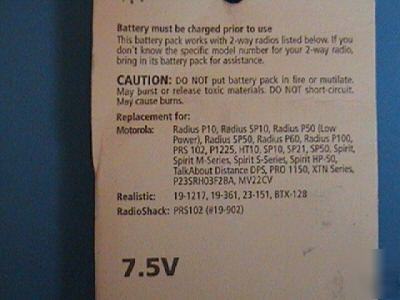 Battery must be charged prior to use
This battery pack works with 2-way radios listed below. If you
don't know the specific model number for your 2-way radio,
bring in its battery pack for assistance.
CAUTION: DO NOT put battery pack in fire or mutilate.
May burst or release toxic materials. DO NOT short-circuit.
May cause burns.
Replacement for:
Motorola: Radius P10, Radius SP10, Radius P50 (Low
Power), Radius SP50, Radius P60, Radius P100,
PRS 102, P1225, HT10, SP10, SP21, SP50, Spirit,
Spirit M-Series, Spirit S-Series, Spirit HP-50,
TalkAbout Distance DPS, PRO 1150, XTN Series,
P23SRH03F2BA, MV22CV
Realistic: 19-1217, 19-361, 23-151, BTX-128
RadioShack: PRS102 (#19-902)
7.5V